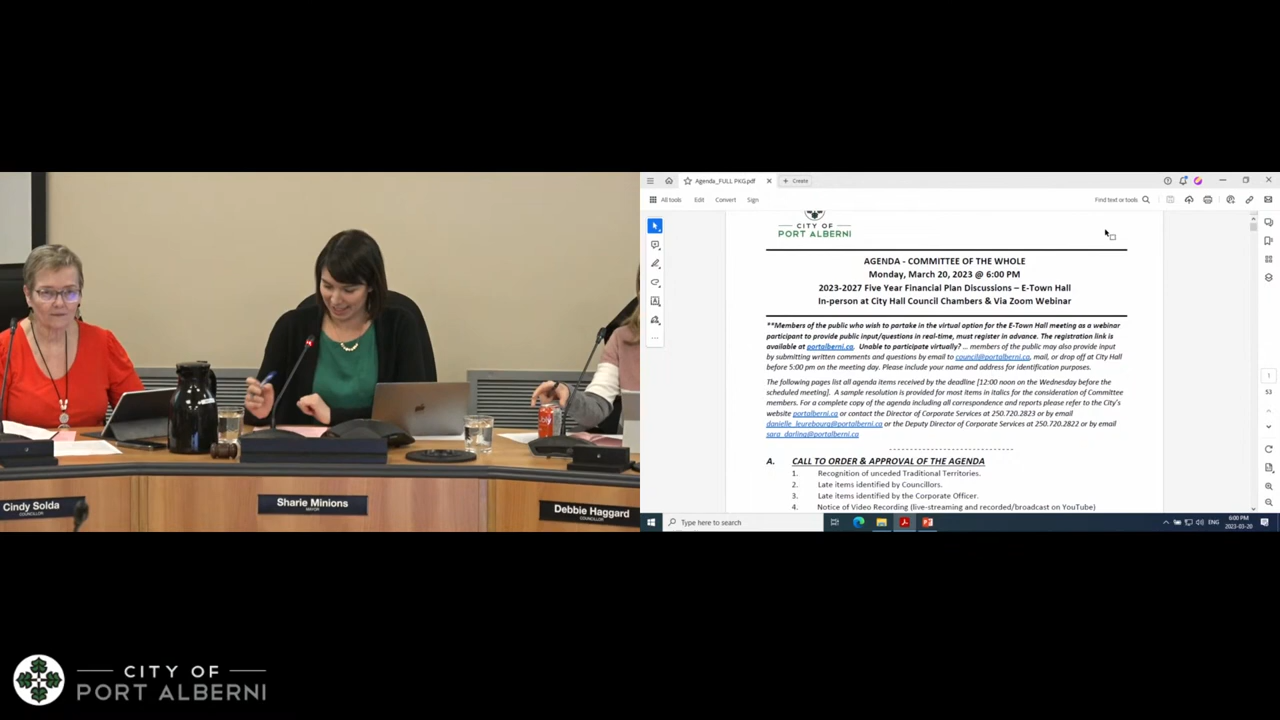 Cindy Solda
COUNCILLOR
Sharie Minions
MAYOR
Debbie Haggard
COUNCILLOR
Agenda_FULL PKG.pdf
Create
All tools
Edit
Convert
Sign
Find text or tools
CITY OF
PORT ALBERNI
AGENDA - COMMITTEE OF THE WHOLE
Monday, March 20, 2023 @ 6:00 PM
2023-2027 Five Year Financial Plan Discussions – E-Town Hall
In-person at City Hall Council Chambers & Via Zoom Webinar
**Members of the public who wish to partake in the virtual option for the E-Town Hall meeting as a webinar
participant to provide public input/questions in real-time, must register in advance. The registration link is
available at portalberni.ca. Unable to participate virtually? ... members of the public may also provide input
by submitting written comments and questions by email to council@portalberni.ca, mail, or drop off at City Hall
before 5:00 pm on the meeting day. Please include your name and address for identification purposes.
The following pages list all agenda items received by the deadline [12:00 noon on the Wednesday before the
scheduled meeting]. A sample resolution is provided for most items in italics for the consideration of Committee
members. For a complete copy of the agenda including all correspondence and reports please refer to the City's
website portalberni.ca or contact the Director of Corporate Services at 250.720.2823 or by email
danielle_leurebourg@portalberni.ca or the Deputy Director of Corporate Services at 250.720.2822 or by email
sara_darling@portalberni.ca
A. CALL TO ORDER & APPROVAL OF THE AGENDA
1. Recognition of unceded Traditional Territories.
2. Late items identified by Councillors.
3. Late items identified by the Corporate Officer.
4. Notice of Video Recording (live-streaming and recorded/broadcast on YouTube)
1
53
Type here to search
ENG
6:00 PM
2023-03-20
CITY OF
PORT ALBERNI